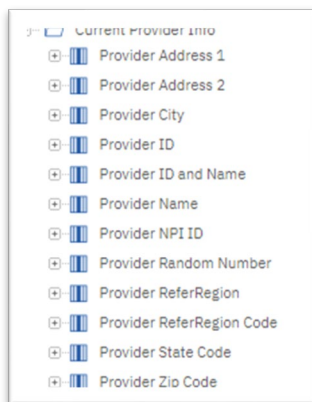 Current Provider Info
Provider Address 1
Provider Address 2
Provider City
Provider ID
Provider ID and Name
Provider Name
Provider NPI ID
Provider Random Number
Provider ReferRegion
Provider ReferRegion Code
Provider State Code
Provider Zip Code